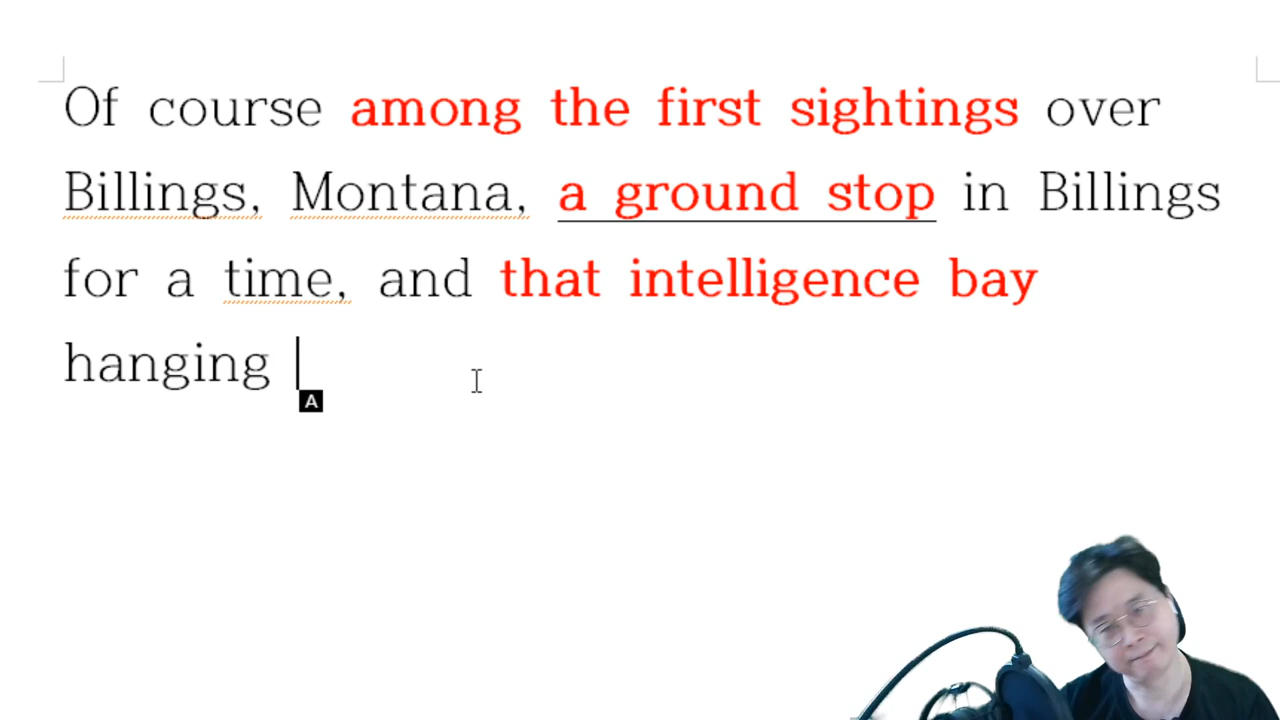 Of course among the first sightings over
Billings, Montana, a ground stop in Billings
for a time, and that intelligence bay
hanging
A